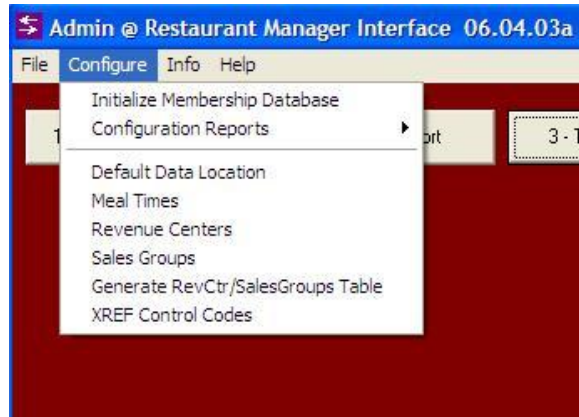 Admin @ Restaurant Manager Interface 06.04.03a
File Configure Info Help
Initialize Membership Database
Configuration Reports
Default Data Location
Meal Times
Revenue Centers
Sales Groups
Generate RevCtr/SalesGroups Table
XREF Control Codes
3 -